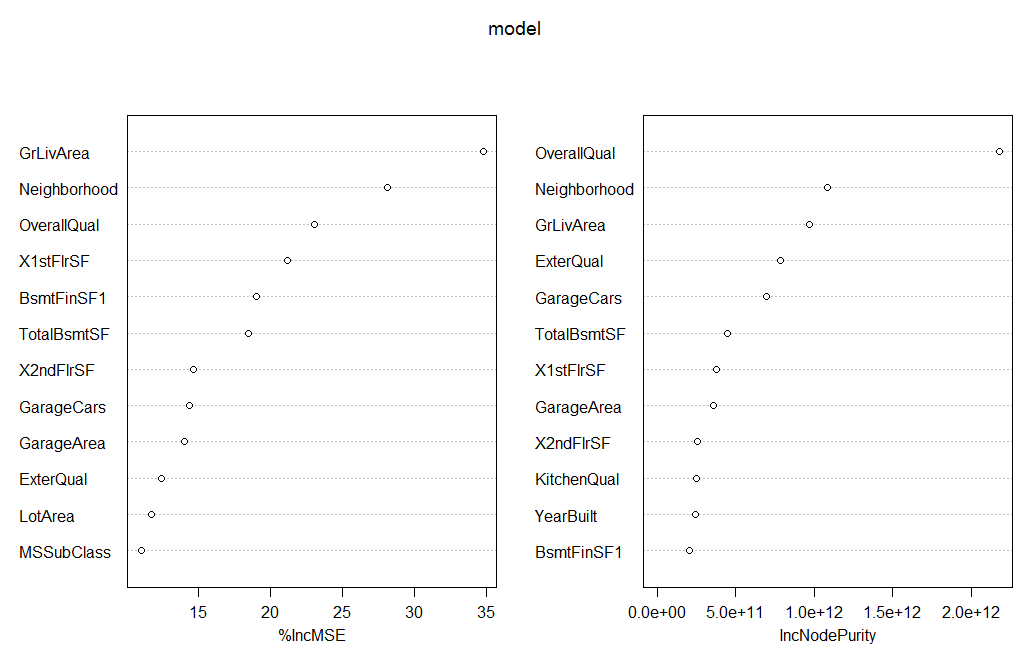 model
GrLivArea
Neighborhood
OverallQual
X1stFlrSF
BsmtFinSF1
TotalBsmtSF
X2ndFlrSF
GarageCars
GarageArea
ExterQual
LotArea
MSSubClass
15 20 25 30 35
%IncMSE
OverallQual
Neighborhood
GrLivArea
ExterQual
GarageCars
TotalBsmtSF
X1stFlrSF
GarageArea
X2ndFlrSF
KitchenQual
YearBuilt
BsmtFinSF1
0.0e+00 5.0e+11 1.0e+12 1.5e+12 2.0e+12
IncNodePurity